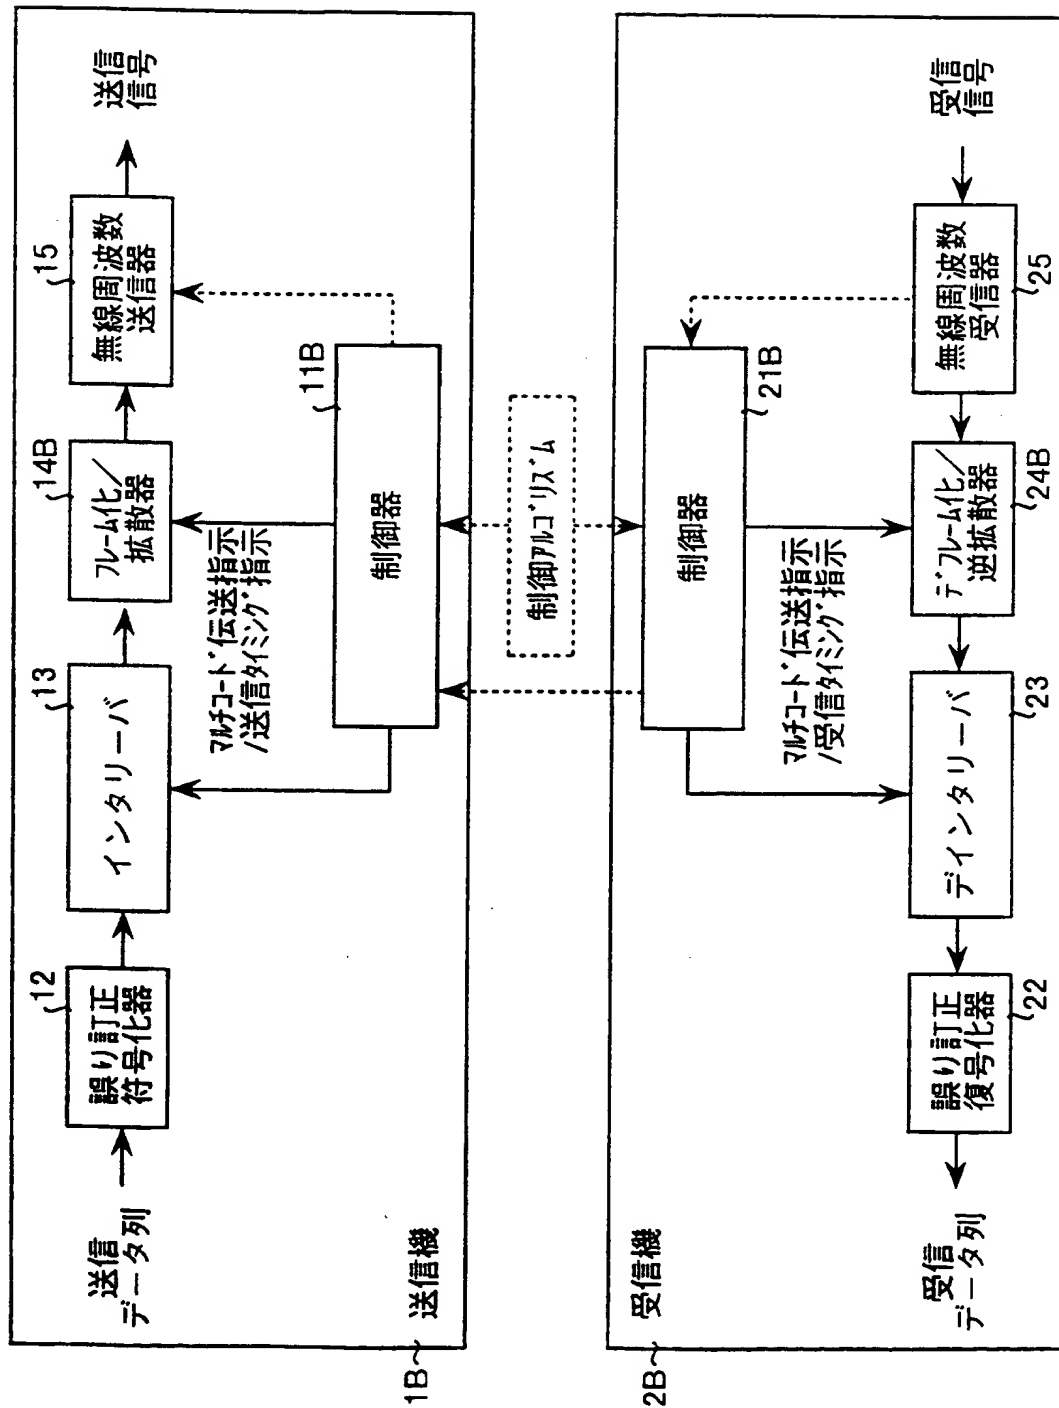 1B
送信機
送信
データ列
12
誤り訂正
符号化器
13
インタリーバ
14B
フレーム化/
拡散器
15
無線周波数
送信器
送信
信号
マルチコード伝送指示
/送信タイミング指示
11B
制御器
制御アルゴリズム
2B
受信機
21B
制御器
マルチコード伝送指示
/受信タイミング指示
受信
データ列
誤り訂正
復号化器
22
デインタリーバ
23
デフレーム化/
逆拡散器
24B
無線周波数
受信器
25
受信
信号